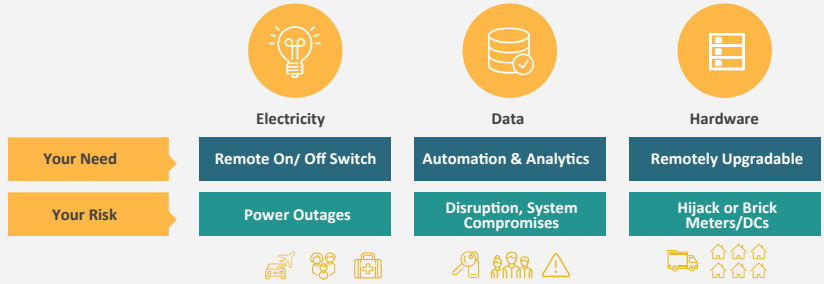 Electricity
Data
Hardware
Your Need
Remote On/ Off Switch
Automation & Analytics
Remotely Upgradable
Your Risk
Power Outages
Disruption, System
Compromises
Hijack or Brick
Meters/DCs